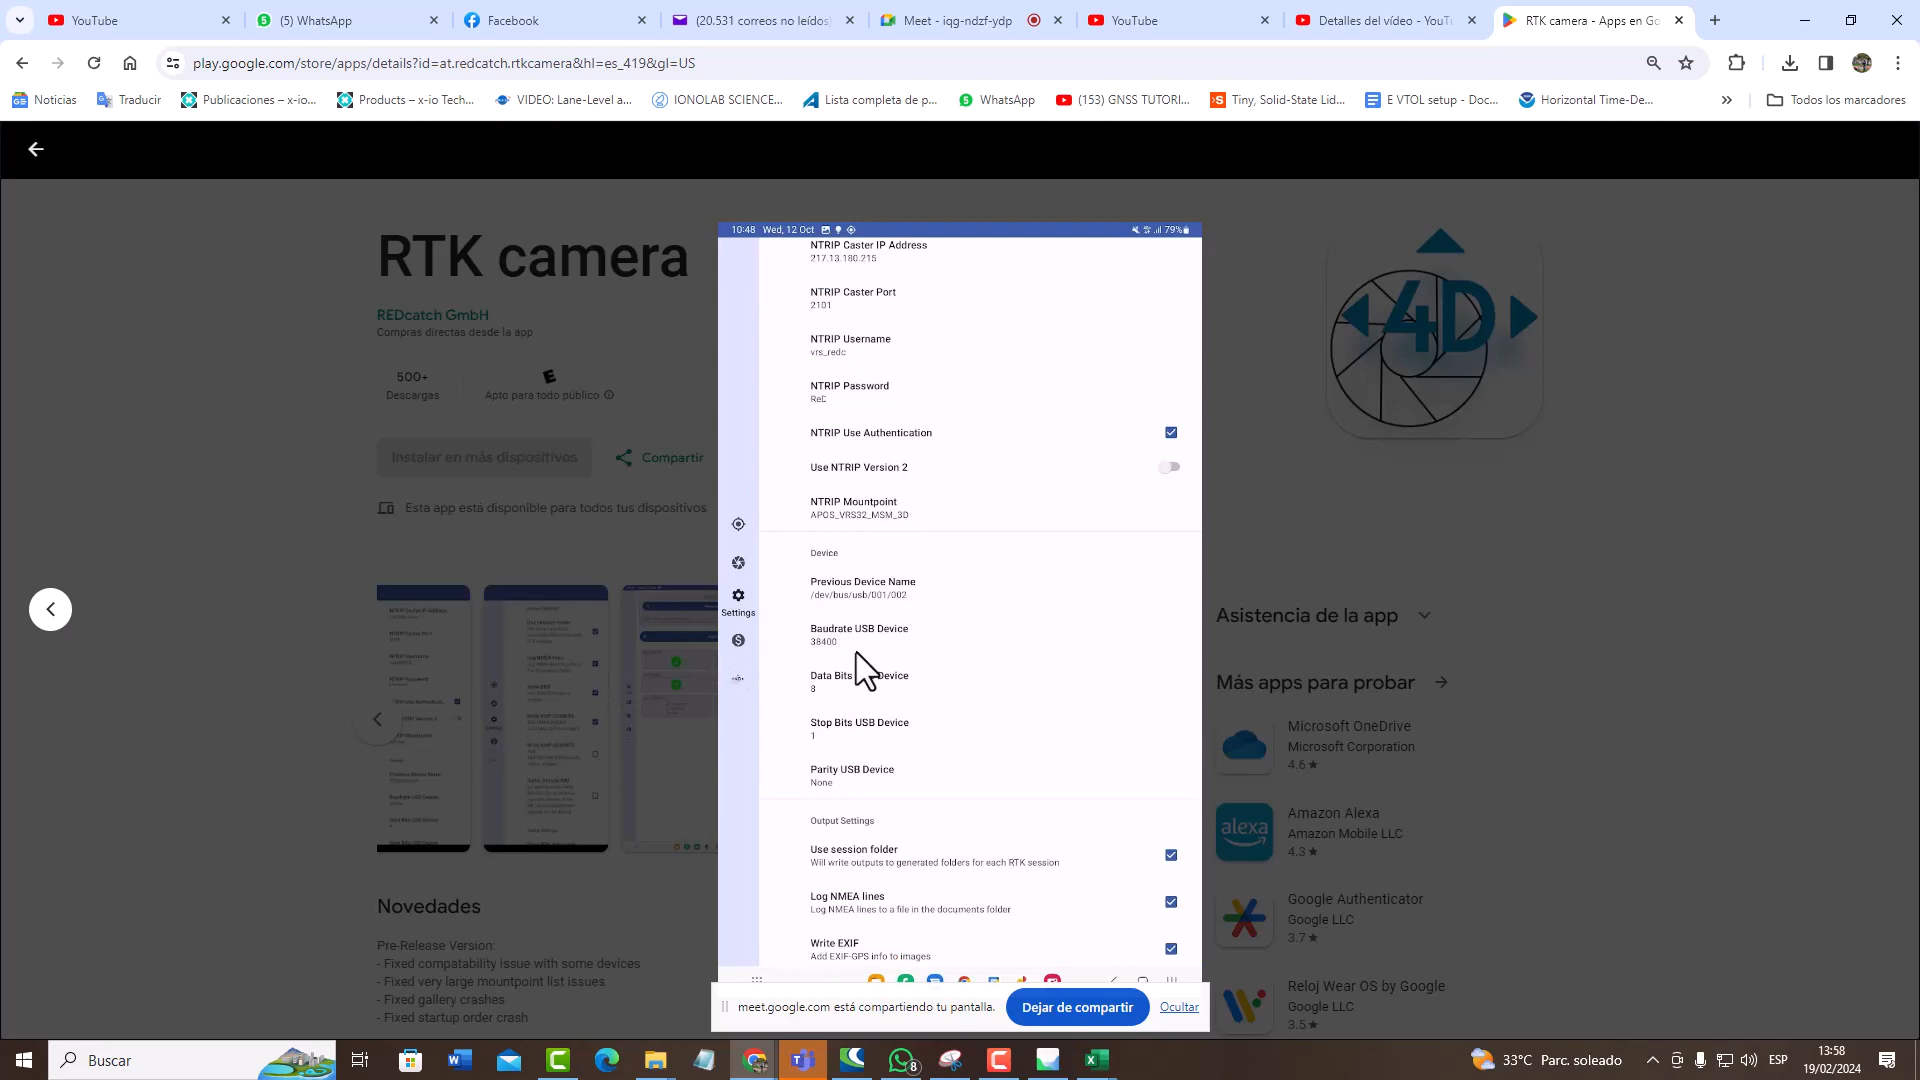 YouTube
(5) WhatsApp
Facebook
(20.531 correos no leídos)
Meet - iqg-ndzf-ydp
YouTube
Detalles del vídeo - YouTu
RTK camera - Apps en Go
play.google.com/store/apps/details?id=at.redcatch.rtkcamera&hl=es_419&gl=US
Noticias
Traducir
Publicaciones – x-io...
Products – x-io Tech...
VIDEO: Lane-Level a...
IONOLAB SCIENCE...
Lista completa de p...
WhatsApp
(153) GNSS TUTORI...
Tiny, Solid-State Lid...
E VTOL setup - Doc...
Horizontal Time-De...
Todos los marcadores
RTK camera
REDcatch GmbH
Compras directas desde la app
500+
Descargas
E
Apto para todo público
Instalar en más dispositivos
Compartir
Esta app está disponible para todos tus dispositivos
Novedades
Pre-Release Version:
- Fixed compatability issue with some devices
- Fixed very large mountpoint list issues
- Fixed gallery crashes
- Fixed startup order crash
10:48 Wed, 12 Oct
79%
NTRIP Caster IP Address
217.13.180.215
NTRIP Caster Port
2101
NTRIP Username
vrs_redc
NTRIP Password
NTRIP Use Authentication
Use NTRIP Version 2
NTRIP Mountpoint
APOS_VRS32_MSM_3D
Settings
Device
Previous Device Name
/dev/bus/usb/001/002
Baudrate USB Device
38400
Data Bits Device
8
Stop Bits USB Device
1
Parity USB Device
None
Output Settings
Use session folder
Will write outputs to generated folders for each RTK session
Log NMEA lines
Log NMEA lines to a file in the documents folder
Write EXIF
Add EXIF-GPS info to images
4D
Asistencia de la app
Más apps para probar
Microsoft OneDrive
Microsoft Corporation
4.6★
alexa
Amazon Alexa
Amazon Mobile LLC
4.3★
Google Authenticator
Google LLC
3.7★
Reloj Wear OS by Google
Google LLC
3.5★
meet.google.com está compartiendo tu pantalla.
Dejar de compartir
Ocultar
Buscar
8
33°C Parc. soleado
ESP
13:58
19/02/2024